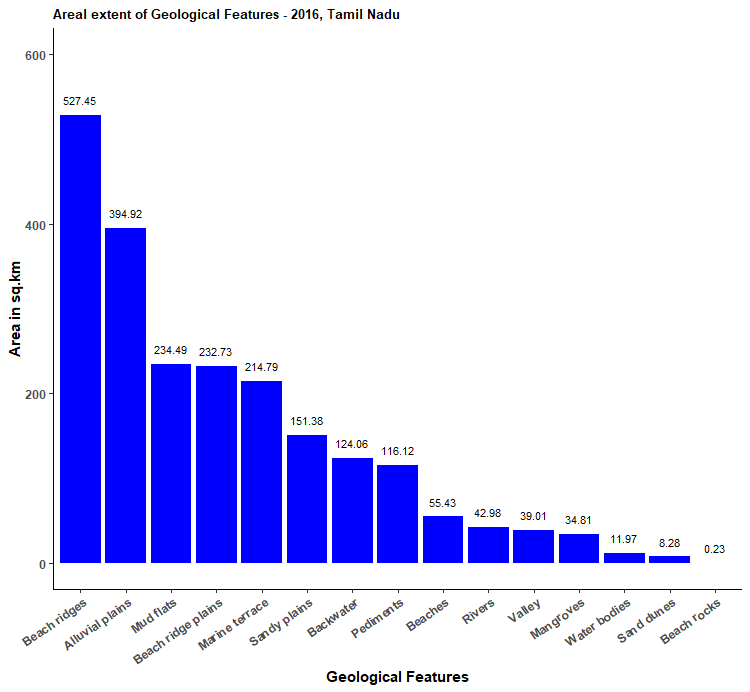 Areal extent of Geological Features - 2016, Tamil Nadu
600
400
200
0
Area in sq.km
527.45
394.92
234.49
232.73
214.79
151.38
124.06
116.12
55.43
42.98
39.01
34.81
11.97
8.28
0.23
Beach ridges
Alluvial plains
Mud flats
Beach ridge plains
Marine terrace
Sandy plains
Backwater
Pediments
Beaches
Rivers
Valley
Mangroves
Water bodies
Sand dunes
Beach rocks
Geological Features